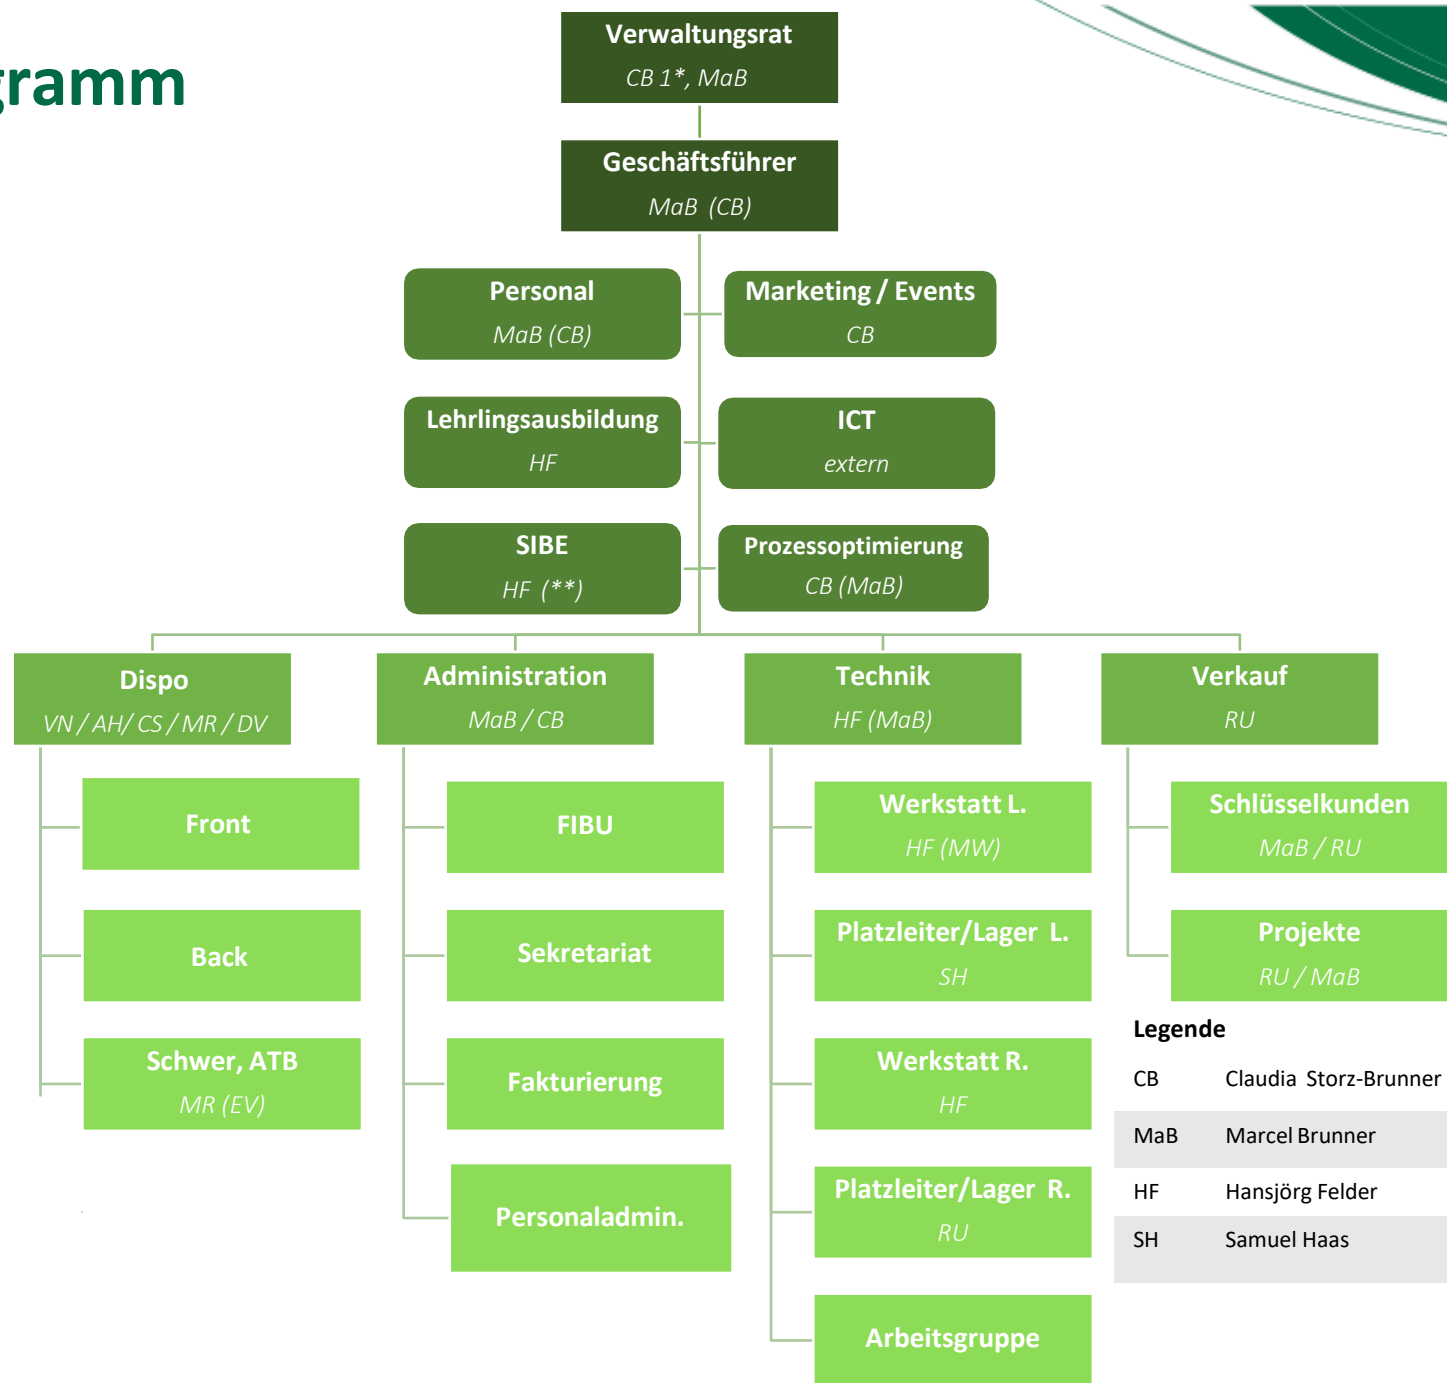 gramm
Verwaltungsrat
CB 1*, MaB
Geschäftsführer
MaB (CB)
Personal
MaB (CB)
Marketing / Events
CB
Lehrlingsausbildung
HF
ICT
extern
SIBE
HF (**)
Prozessoptimierung
CB (MaB)
Dispo
VN / AH/ CS / MR / DV
Administration
MaB / CB
Technik
HF (MaB)
Verkauf
RU
Front
Back
Schwer, ATB
MR (EV)
FIBU
Sekretariat
Fakturierung
Personaladmin.
Werkstatt L.
HF (MW)
Platzleiter/Lager L.
SH
Werkstatt R.
HF
Platzleiter/Lager R.
RU
Arbeitsgruppe
Schlüsselkunden
MaB / RU
Projekte
RU / MaB
Legende
CB Claudia Storz-Brunner
MaB Marcel Brunner
HF Hansjörg Felder
SH Samuel Haas